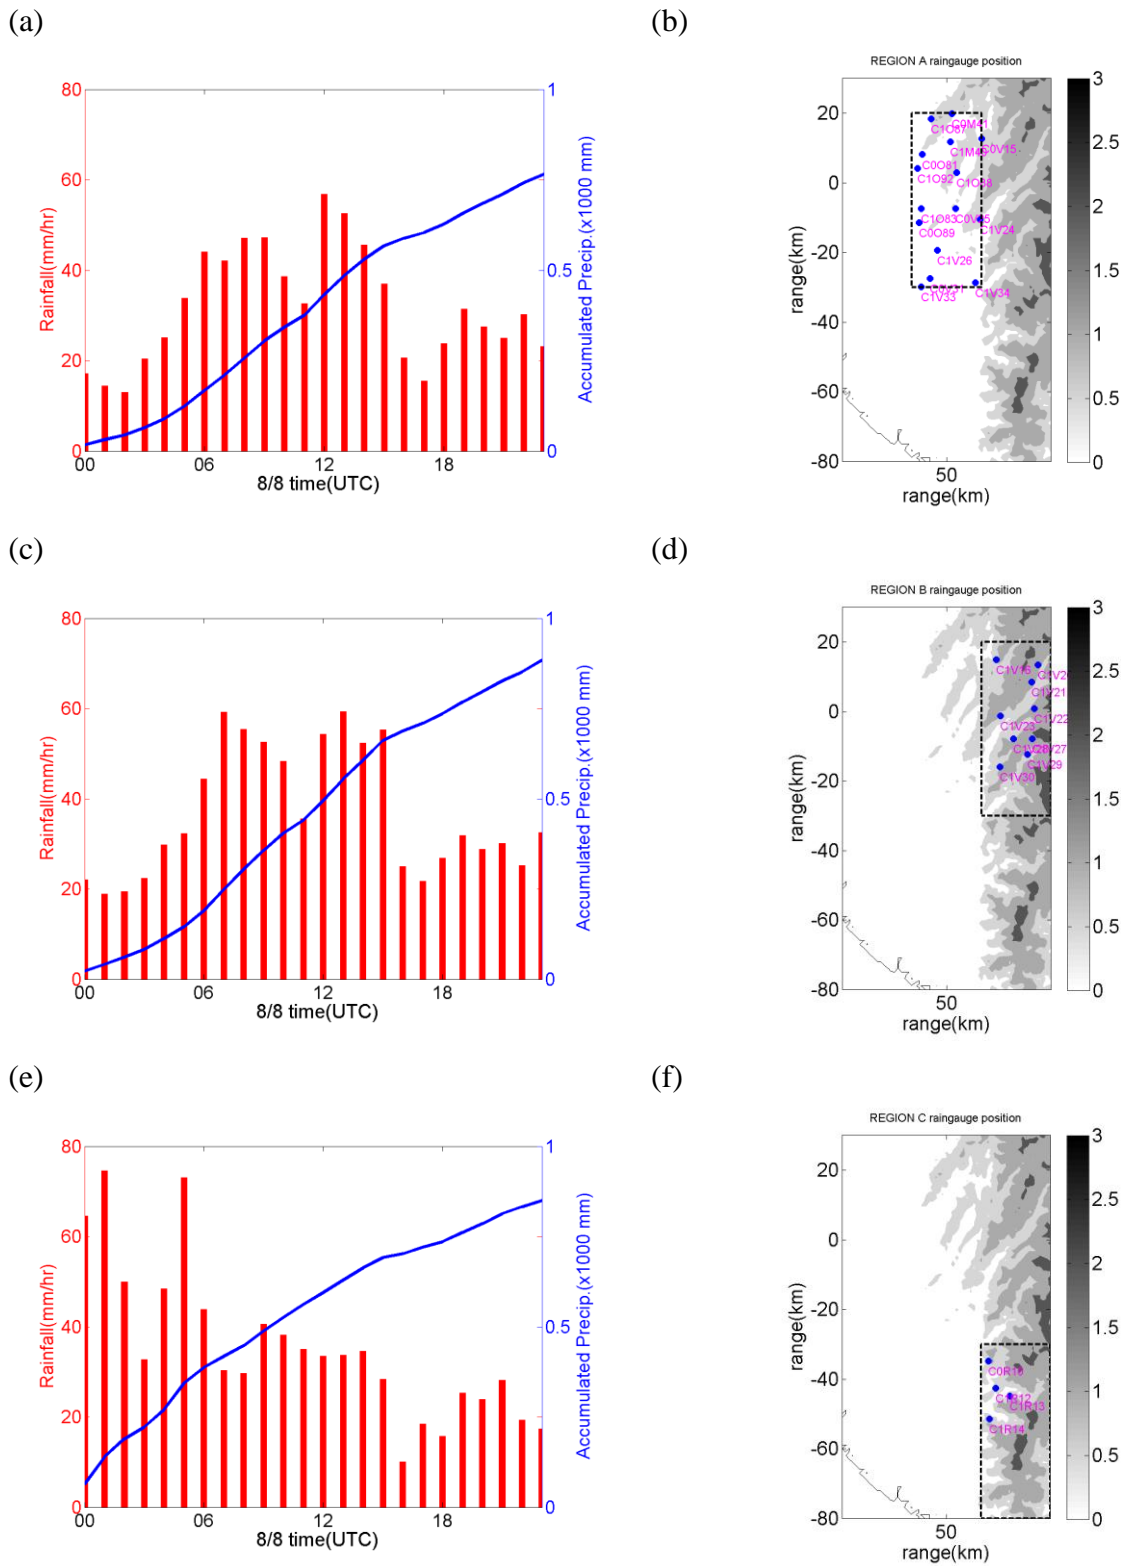 (a)
(b)
REGION A raingauge position
80
60
40
20
0
Rainfall(mm/hr)
1
0.5
0
Accumulated Precip.(x1000 mm)
00
06
12
18
8/8 time(UTC)
20
0
-20
-40
-60
-80
range(km)
C0M41
C1O87
C1M49
C0V15
C0O81
C1O92
C1O88
C1O83
C1V24
C0O89
C1V26
C1V33
C1V34
50
range(km)
3
2.5
2
1.5
1
0.5
0
(c)
(d)
REGION B raingauge position
80
60
40
20
0
Rainfall(mm/hr)
1
0.5
0
Accumulated Precip.(x1000 mm)
00
06
12
18
8/8 time(UTC)
20
0
-20
-40
-60
-80
range(km)
C1V21
C1V22
C1V23
C1V29
C1V30
50
range(km)
3
2.5
2
1.5
1
0.5
0
(e)
(f)
REGION C raingauge position
80
60
40
20
0
Rainfall(mm/hr)
1
0.5
0
Accumulated Precip.(x1000 mm)
00
06
12
18
8/8 time(UTC)
20
0
-20
-40
-60
-80
range(km)
C0R10
C1R13
C1R14
50
range(km)
3
2.5
2
1.5
1
0.5
0